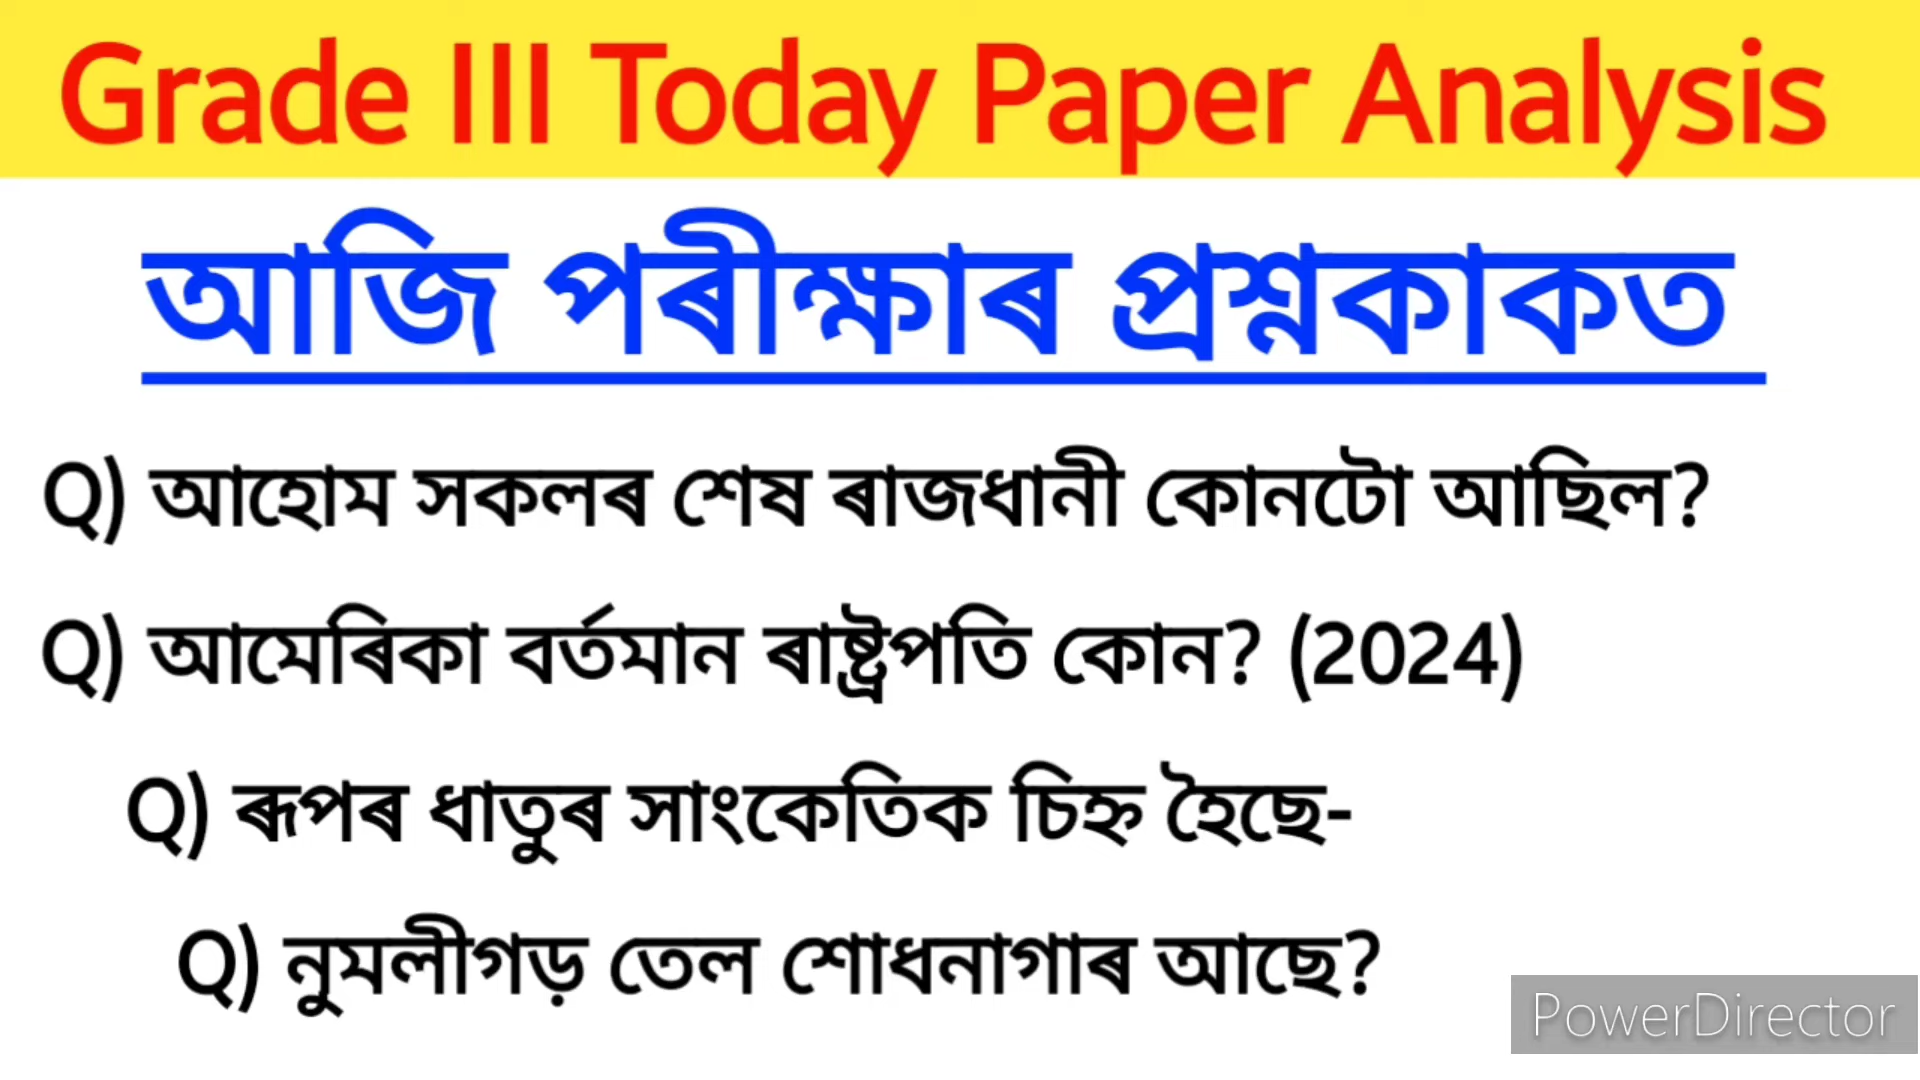 Grade III Today Paper Analysis
আজি পৰীক্ষাৰ প্ৰশ্নকাকত
Q) আহোম সকলৰ শেষ ৰাজধানী কোনটো আছিল?
Q) আমেৰিকা বৰ্তমান ৰাষ্ট্ৰপতি কোন? (2024)
Q) ৰূপৰ ধাতুৰ সাংকেতিক চিহ্ন হৈছে-
Q) নুমলীগড় তেল শোধনাগাৰ আছে?
PowerDirector